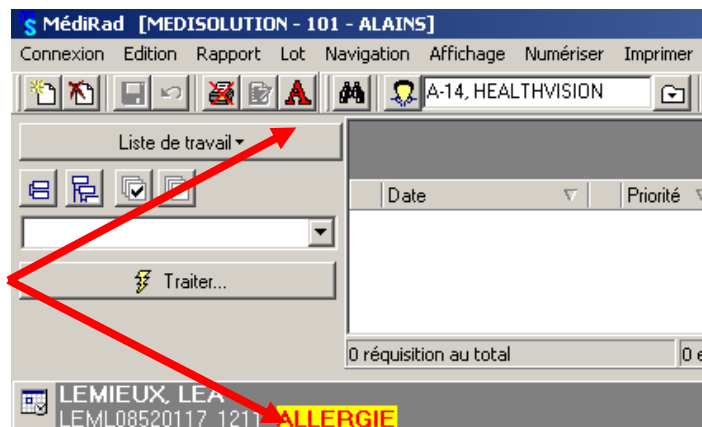 MédiRad [MEDISOLUTION - 101 - ALAINS]
Connexion Edition Rapport Lot Navigation Affichage Numériser Imprimer
A A-14, HEALTHVISION
Liste de travail
Date Priorité
Traiter...
0 réquisition au total 0
LEMIEUX, LEA
LEML08520117 1211 ALLERGIE